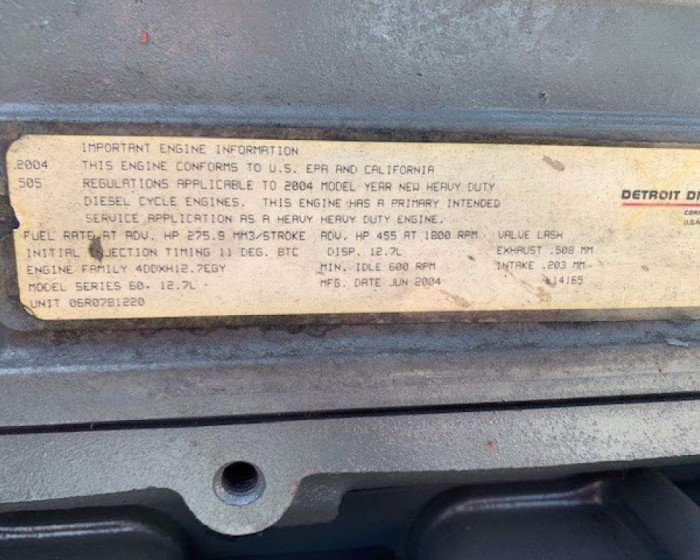 IMPORTANT ENGINE INFORMATION
2004 THIS ENGINE CONFORMS TO U.S. EPA AND CALIFORNIA
505 REGULATIONS APPLICABLE TO 2004 MODEL YEAR NEW HEAVY DUTY
DIESEL CYCLE ENGINES. THIS ENGINE HAS A PRIMARY INTENDED
SERVICE APPLICATION AS A HEAVY HEAVY DUTY ENGINE.
DETROIT DI
COR
U.S.A
FUEL RATE AT ADV. HP 275.9 MM3/STROKE ADV. HP 455 AT 1800 RPM VALVE LASH
INITIAL INJECTION TIMING 11 DEG. BTC DISP. 12.7L EXHAUST .508 MM
ENGINE FAMILY 4DDXH12.7EGY MIN. IDLE 600 RPM INTAKE .203 MM
MODEL SERIES 60, 12.7L MFG. DATE JUN 2004 14165
UNIT 06R0781220